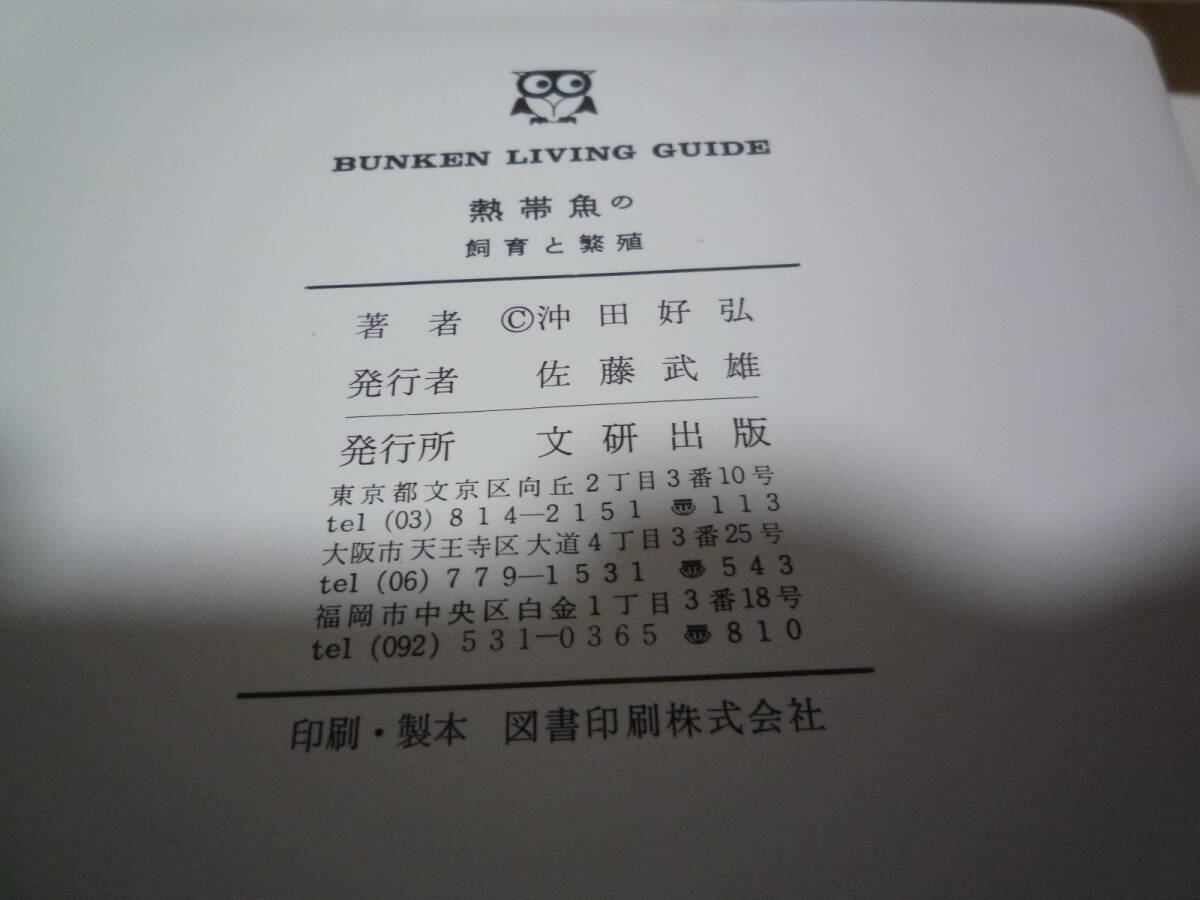 BUNKEN LIVING GUIDE
熱帯魚の
飼育と繁殖
著者 ©沖田好弘
発行者 佐藤武雄
発行所 文研出版
東京都文京区向丘2丁目3番10号
tel (03) 814—2151 〠113
大阪市天王寺区大道4丁目3番25号
tel (06) 779—1531 〠543
福岡市中央区白金1丁目3番18号
tel (092) 531—0365 〠810
印刷・製本 図書印刷株式会社